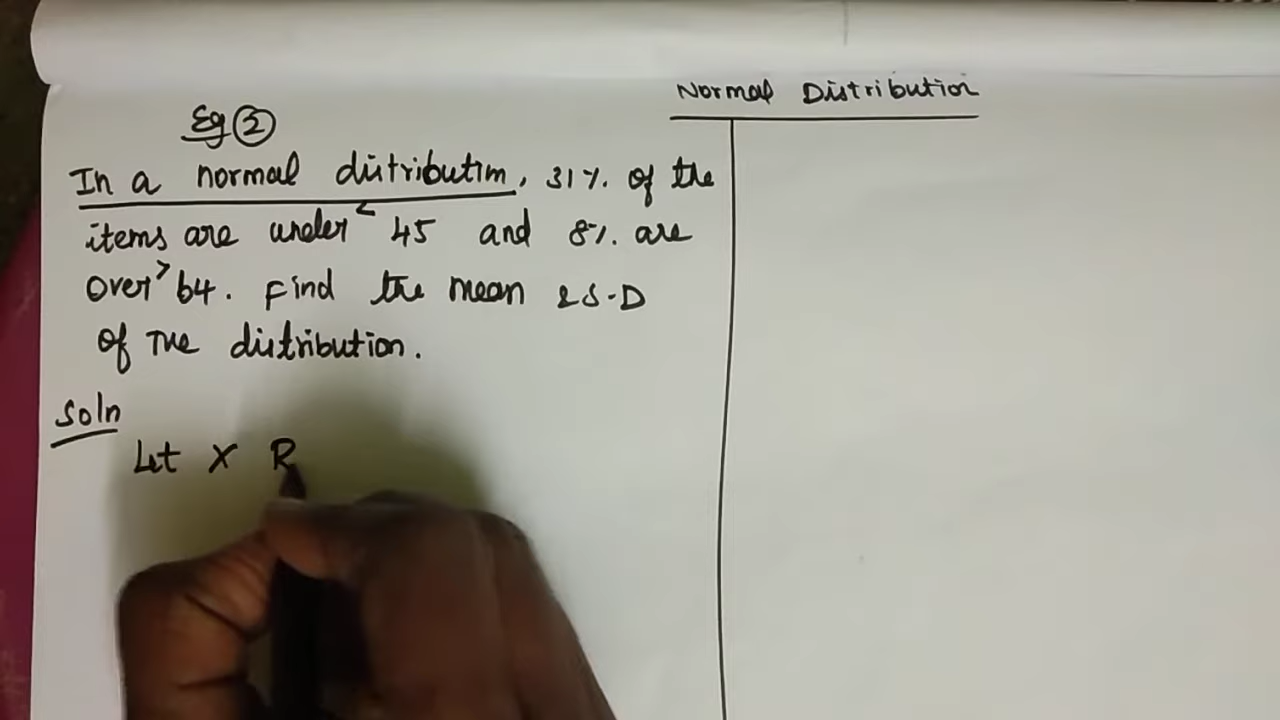 Normal Distribution
Eg ②
In a normal distribution, 31%. of the
items are under < 45 and 8%. are
over > 64. Find the mean & S.D
of the distribution.
Soln
Let X R